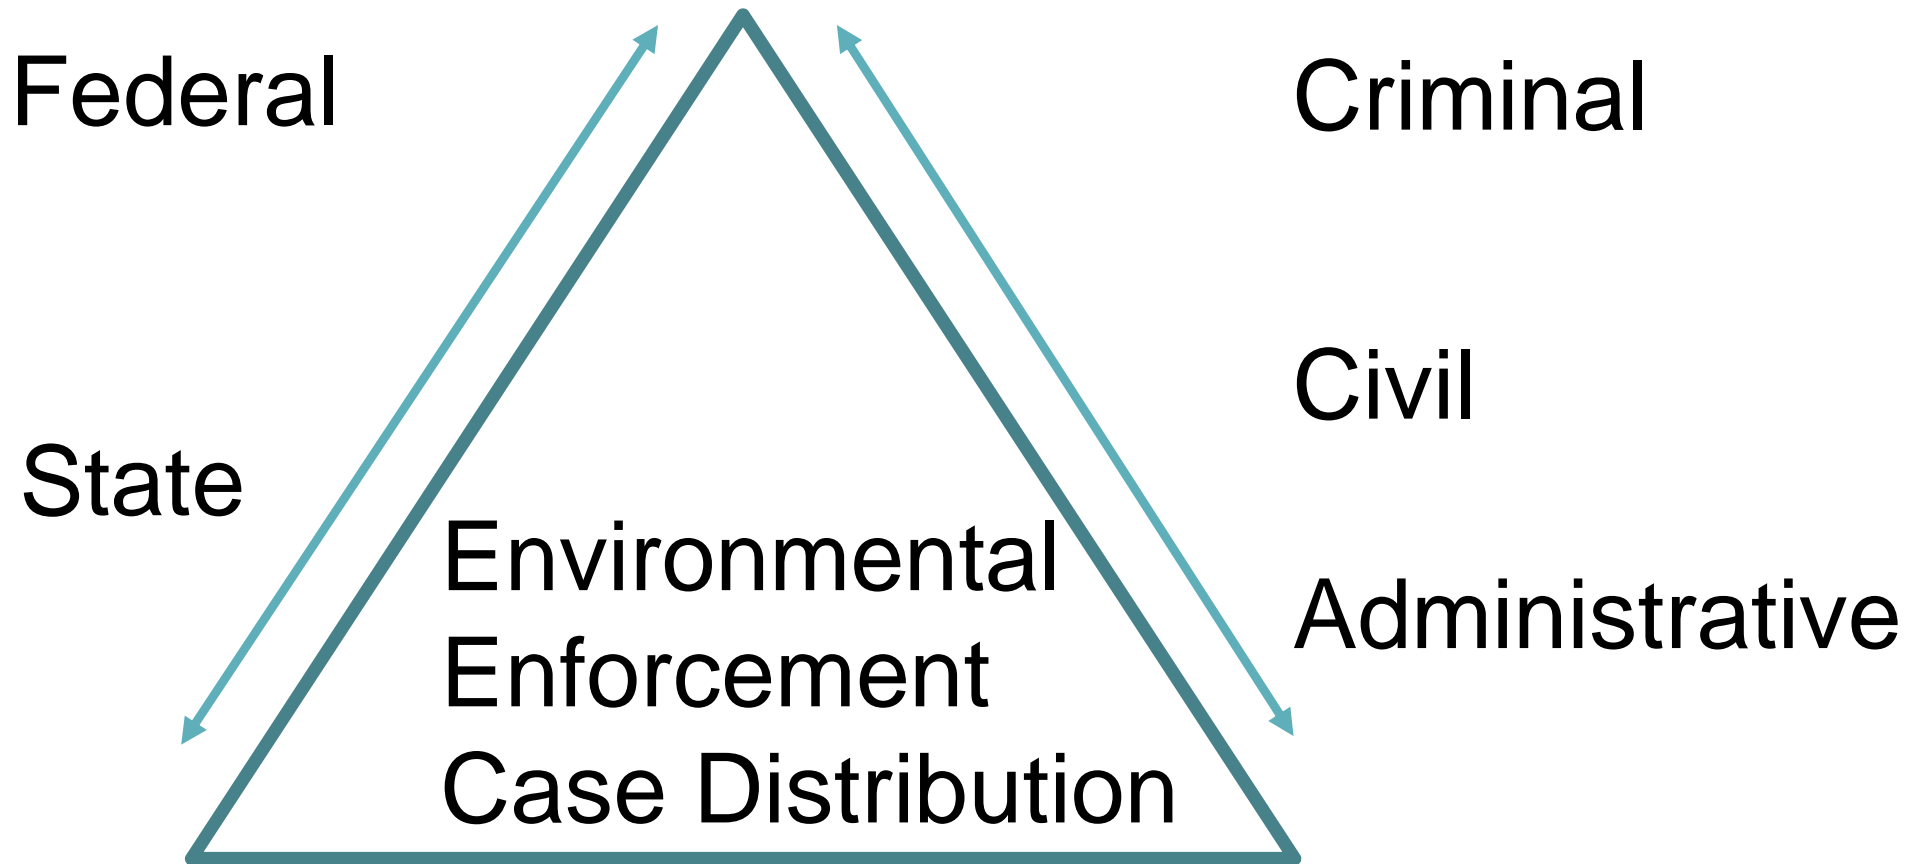 Federal
Criminal
Civil
State
Environmental
Enforcement
Case Distribution
Administrative